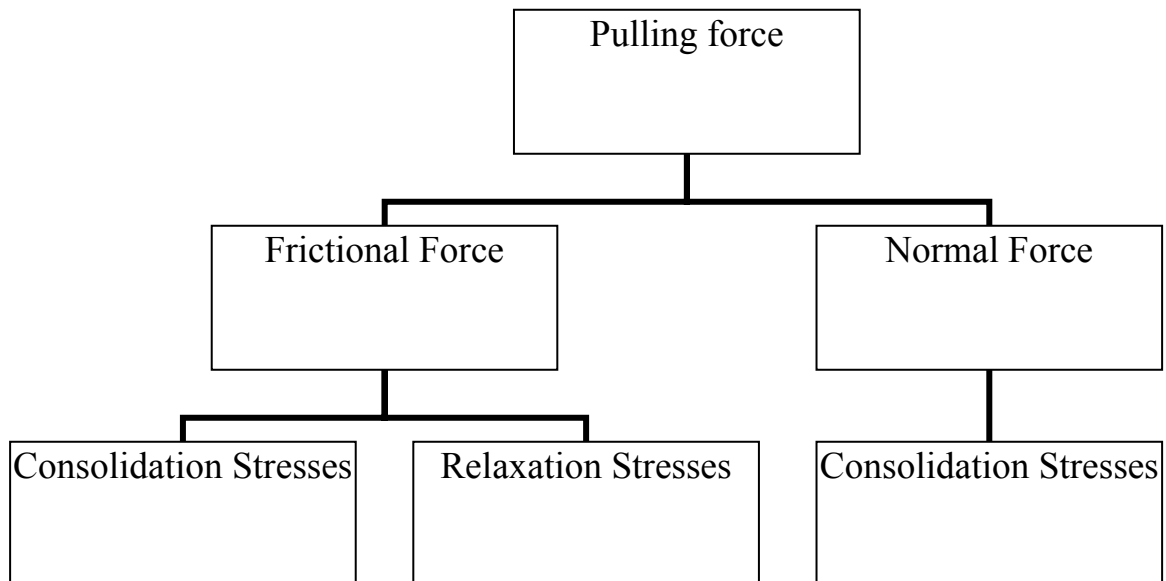 Pulling force
Frictional Force
Normal Force
Consolidation Stresses
Relaxation Stresses
Consolidation Stresses